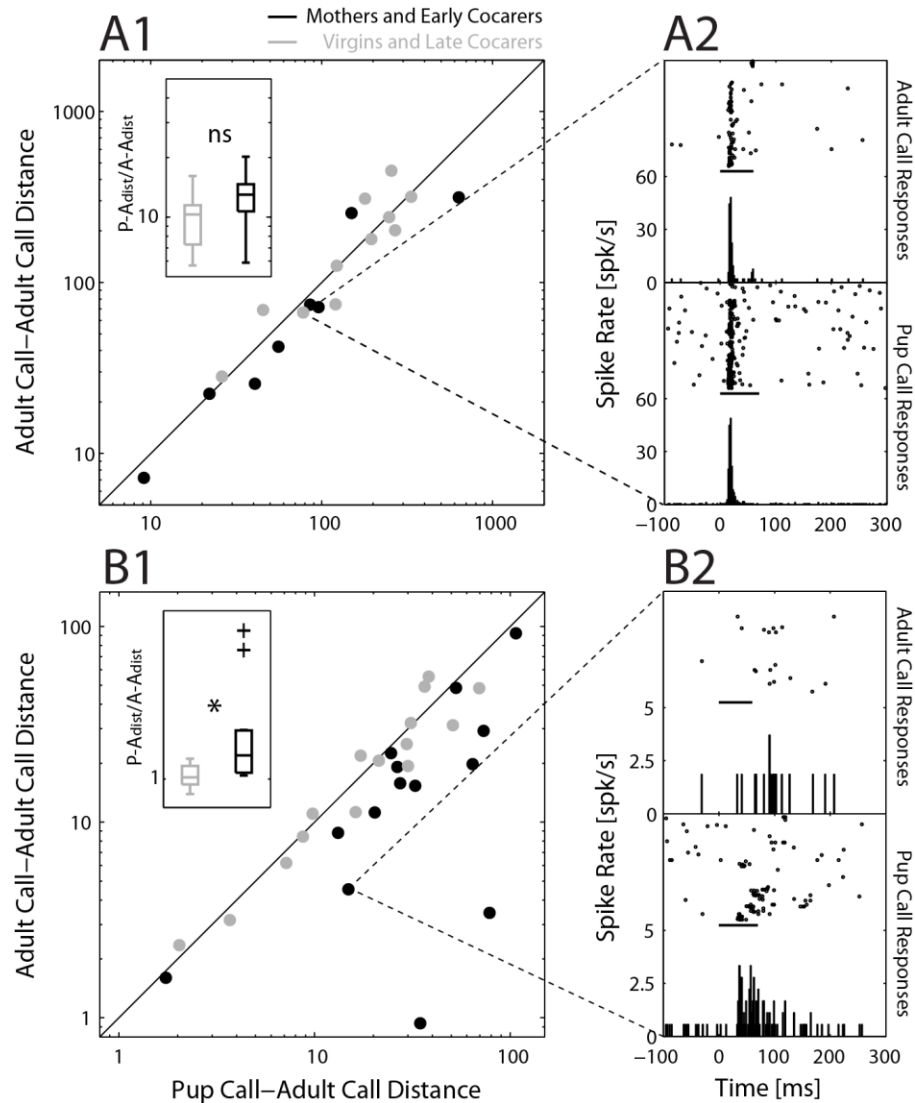 Mothers and Early Cocarers
Virgins and Late Cocarers
A1
A2
1000
100
10
10
100
1000
Adult Call–Adult Call Distance
P-Adist/A-Adist
10
ns
60
30
0
60
30
0
−100
0
100
200
300
Spike Rate [spk/s]
Adult Call Responses
Pup Call Responses
B1
B2
100
10
1
1
10
100
Adult Call–Adult Call Distance
Pup Call–Adult Call Distance
P-Adist/A-Adist
1
*
5
2.5
0
5
2.5
0
−100
0
100
200
300
Spike Rate [spk/s]
Time [ms]
Adult Call Responses
Pup Call Responses